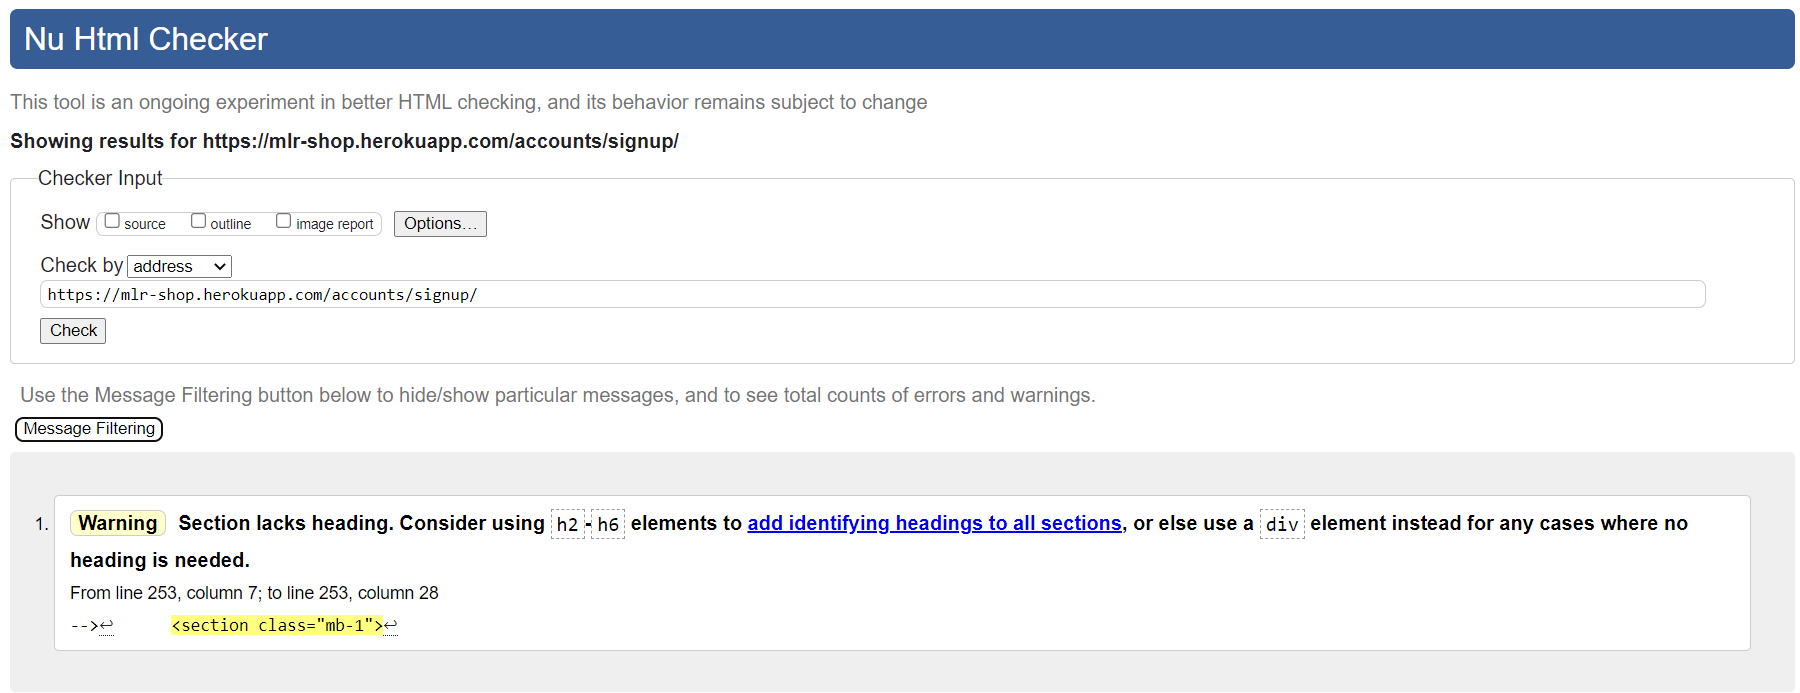 Nu Html Checker
This tool is an ongoing experiment in better HTML checking, and its behavior remains subject to change
Showing results for https://mlr-shop.herokuapp.com/accounts/signup/
Checker Input
Show source outline image report Options...
Check by address
https://mlr-shop.herokuapp.com/accounts/signup/
Check
Use the Message Filtering button below to hide/show particular messages, and to see total counts of errors and warnings.
Message Filtering
1. Warning Section lacks heading. Consider using h2-h6 elements to add identifying headings to all sections, or else use a div element instead for any cases where no
heading is needed.
From line 253, column 7; to line 253, column 28
-->↩ <section class="mb-1">↩